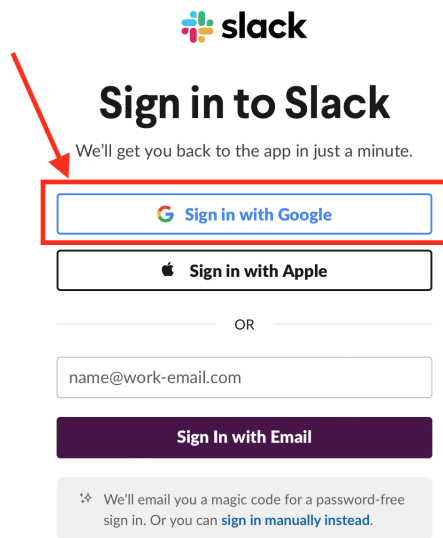 slack
Sign in to Slack
We'll get you back to the app in just a minute.
Sign in with Google
Sign in with Apple
OR
name@work-email.com
Sign In with Email
We'll email you a magic code for a password-free
sign in. Or you can sign in manually instead.